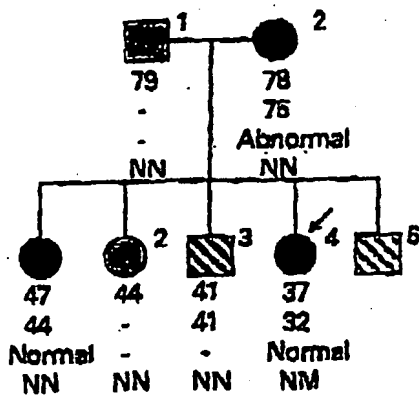 1 2
79 78
- 76
- Abnormal
NN NN
2 3 4 5
47 44 41 37
44 - 41 32
Normal - - Normal
NN NN NN NM